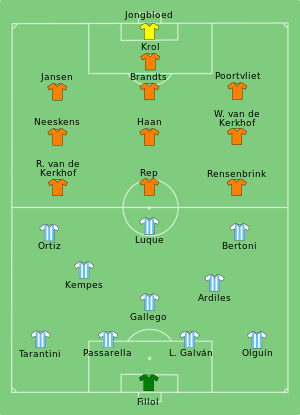 Jongbloed
Krol
Jansen
Brandts
Poortvliet
Neeskens
Haan
W. van de
Kerkhof
R. van de
Kerkhof
Rep
Rensenbrink
Ortiz
Luque
Bertoni
Kempes
Ardiles
Gallego
Tarantini
Passarella
L. Galván
Olguín
Fillol